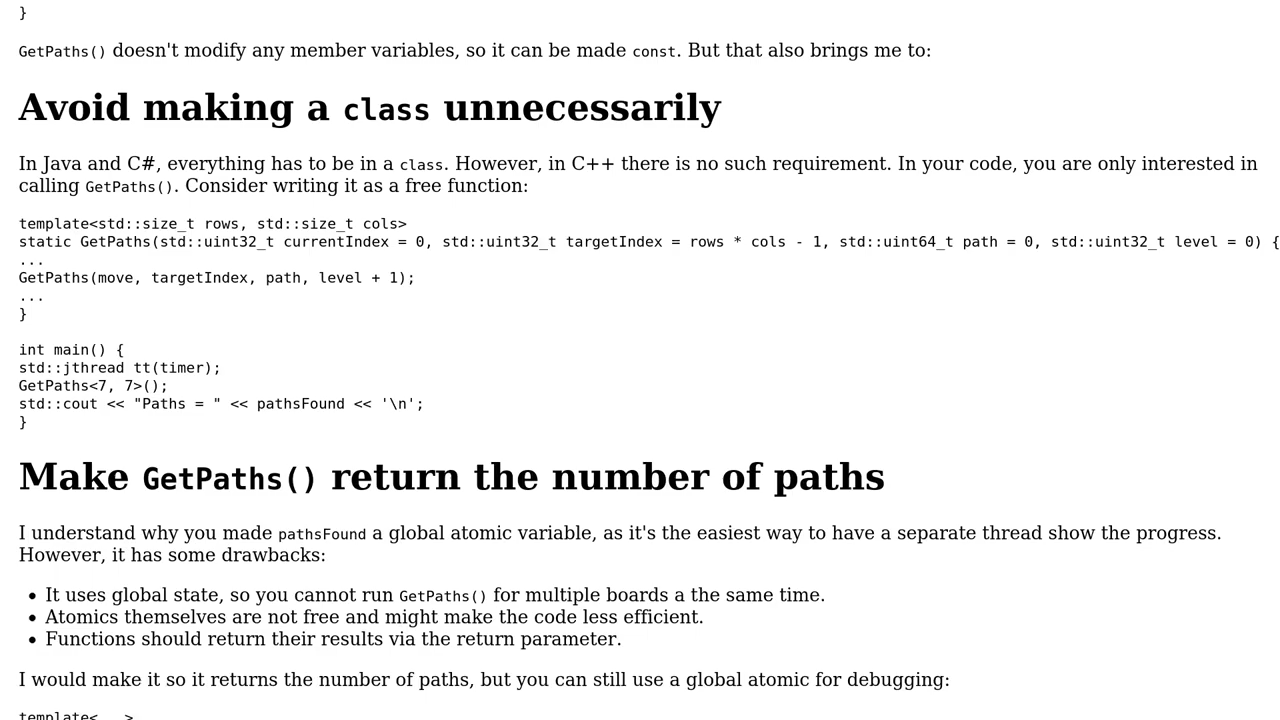 }
GetPaths() doesn't modify any member variables, so it can be made const. But that also brings me to:
Avoid making a class unnecessarily
In Java and C#, everything has to be in a class. However, in C++ there is no such requirement. In your code, you are only interested in
calling GetPaths(). Consider writing it as a free function:
template<std::size_t rows, std::size_t cols>
static GetPaths(std::uint32_t currentIndex = 0, std::uint32_t targetIndex = rows * cols - 1, std::uint64_t path = 0, std::uint32_t level = 0) {
...
GetPaths(move, targetIndex, path, level + 1);
...
}
int main() {
std::jthread tt(timer);
GetPaths<7, 7>();
std::cout << "Paths = " << pathsFound << '\n';
}
Make GetPaths() return the number of paths
I understand why you made pathsFound a global atomic variable, as it's the easiest way to have a separate thread show the progress.
However, it has some drawbacks:
• It uses global state, so you cannot run GetPaths() for multiple boards a the same time.
• Atomics themselves are not free and might make the code less efficient.
• Functions should return their results via the return parameter.
I would make it so it returns the number of paths, but you can still use a global atomic for debugging:
template<...>